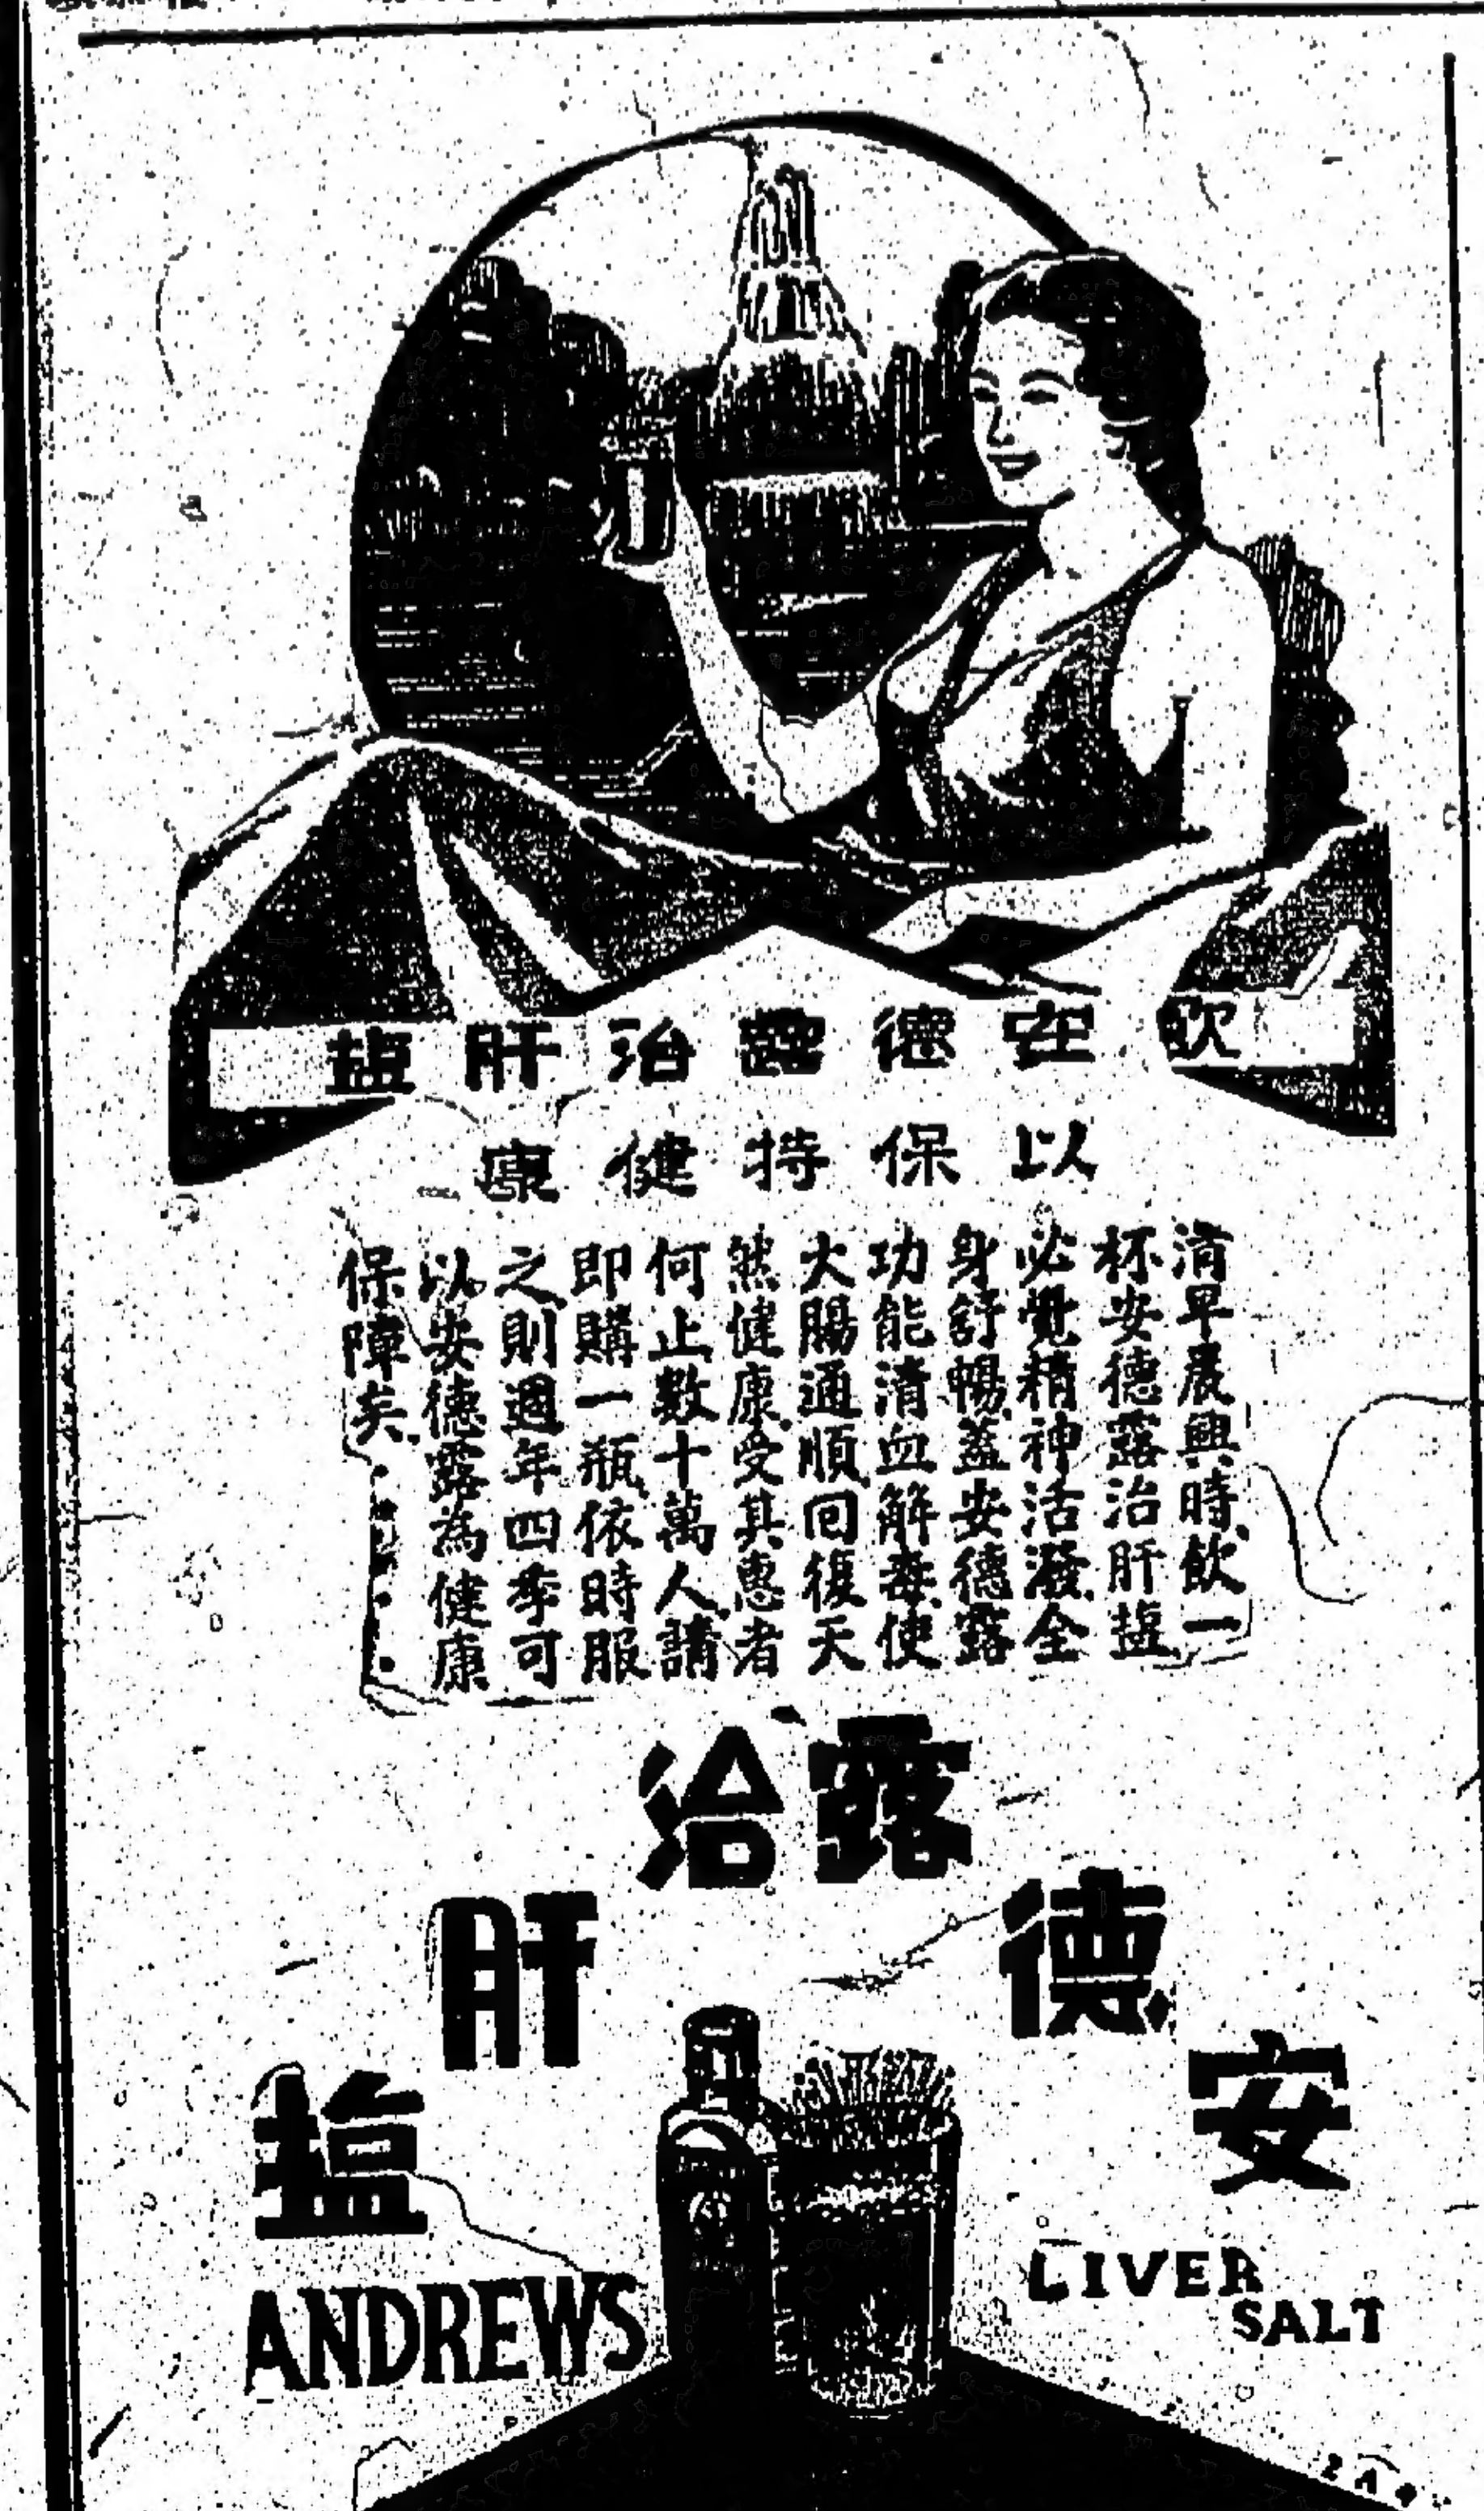 飲安德露治肝鹽
以保持健康
清早晨興時、飲一
杯安德露治肝鹽
必覺精神活潑、全
身舒暢、蓋安德露
功能清血解毒、使
大腸通順、回復天
然健康、受其惠者
何止數十萬人、請
即購一瓶、依時服
之、則週年四季可
以安德露為健康
保障矣、
安德露治肝鹽
ANDREWS
LIVER
SALT